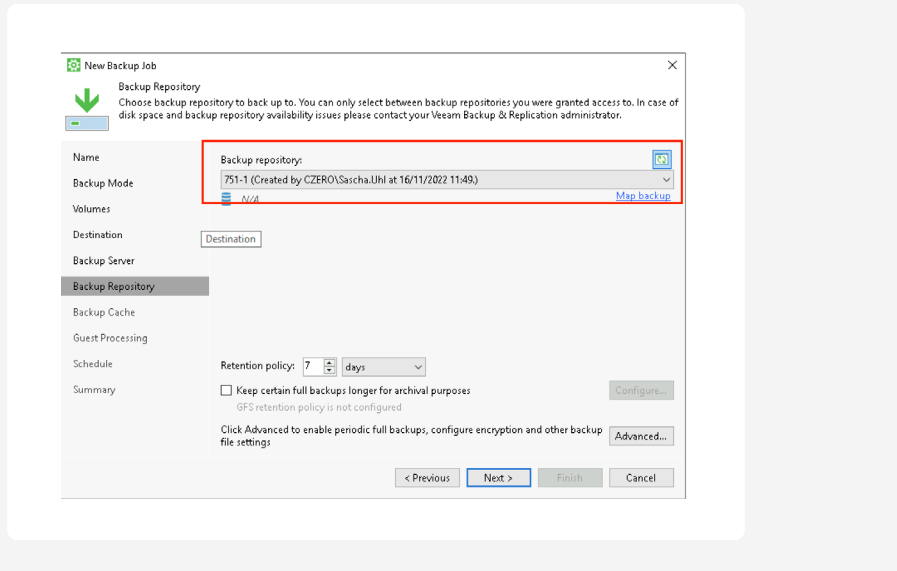 New Backup Job
Backup Repository
Choose backup repository to back up to. You can only select between backup repositories you were granted access to. In case of
disk space and backup repository availability issues please contact your Veeam Backup & Replication administrator.
Name
Backup Mode
Volumes
Destination
Backup Server
Backup Repository
Backup Cache
Guest Processing
Schedule
Summary
Backup repository:
751-1 (Created by CZERO\Sascha.Uhl at 16/11/2022 11:49.)
N/A
Map backup
Destination
Retention policy: 7 days
Keep certain full backups longer for archival purposes
Configure...
GFS retention policy is not configured
Click Advanced to enable periodic full backups, configure encryption and other backup
file settings
Advanced...
< Previous
Next >
Finish
Cancel